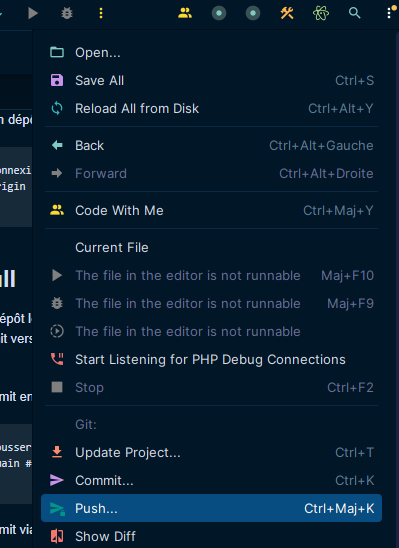 Open...
Save All Ctrl+S
Reload All from Disk Ctrl+Alt+Y
n dép
Back Ctrl+Alt+Gauche
onnexi
Forward Ctrl+Alt+Droite
rigin
Code With Me Ctrl+Maj+Y
Current File
ull
The file in the editor is not runnable Maj+F10
The file in the editor is not runnable Maj+F9
épôt l
The file in the editor is not runnable
it vers
Start Listening for PHP Debug Connections
Stop Ctrl+F2
mit en
Git:
ousser
Update Project... Ctrl+T
main #
Commit... Ctrl+K
Push... Ctrl+Maj+K
mit via
Show Diff